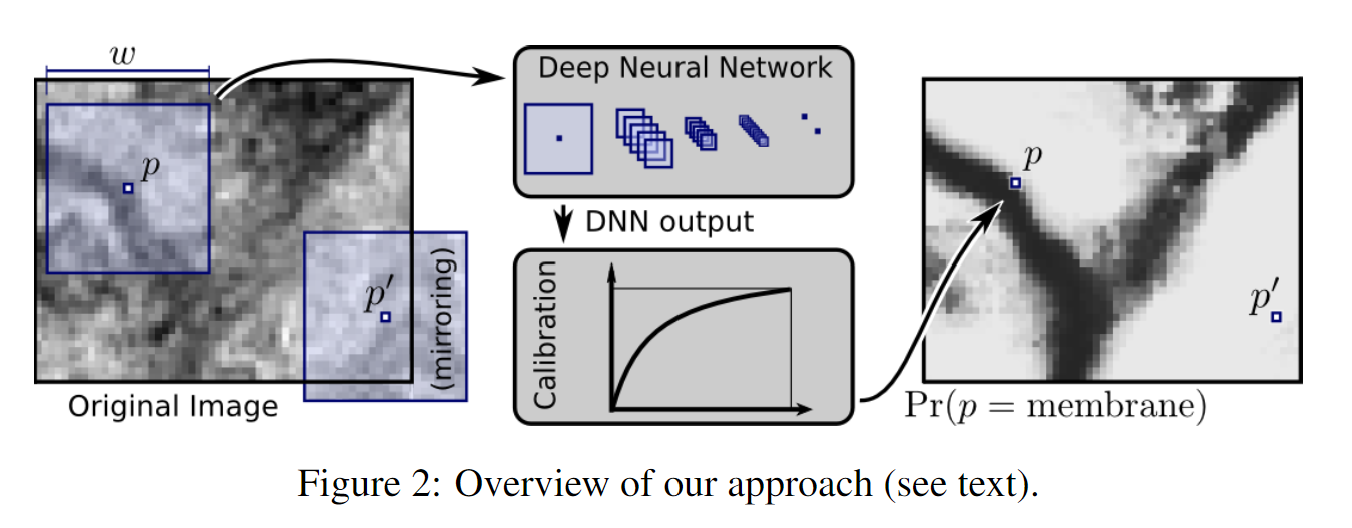 w
Deep Neural Network
p
p
DNN output
p′
(mirroring)
Calibration
p′
Original Image
Pr(p = membrane)
Figure 2: Overview of our approach (see text).